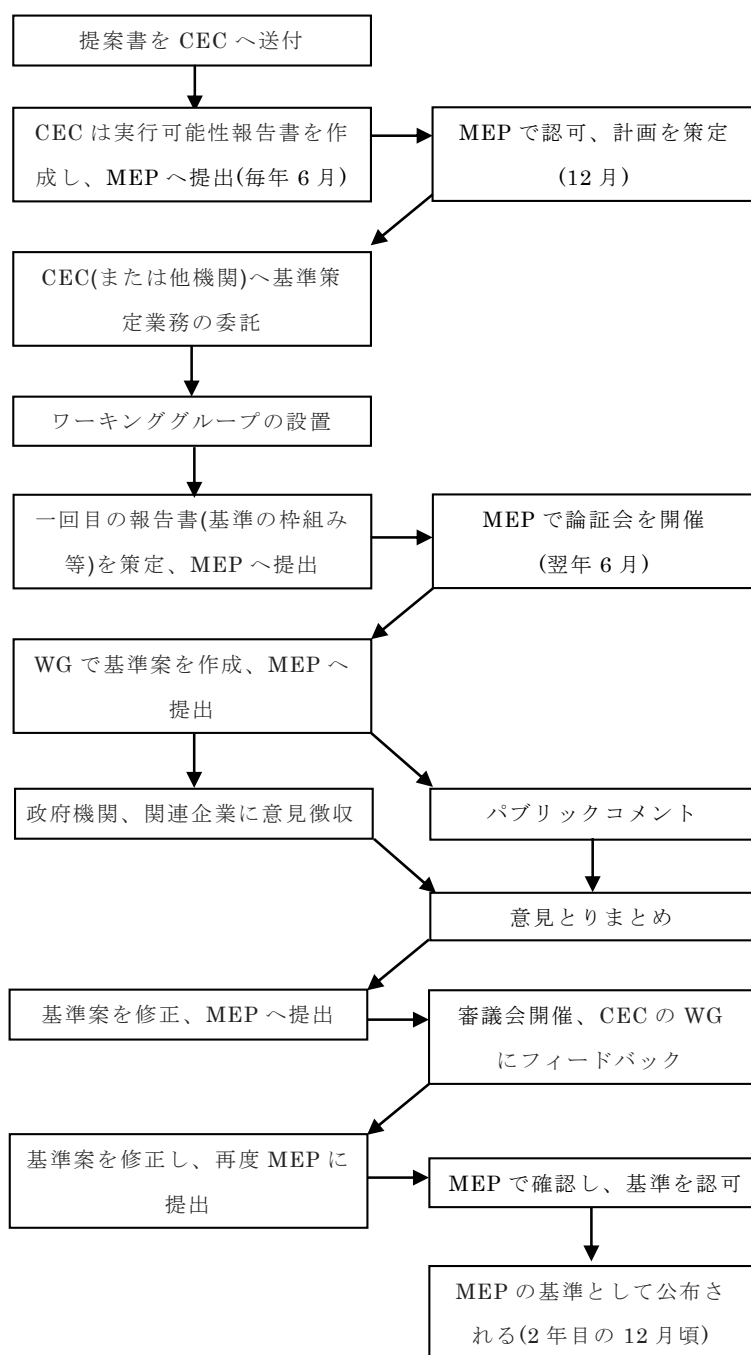 提案書を CEC へ送付
CEC は実行可能性報告書を作
成し、MEP へ提出(毎年 6 月)
MEP で認可、計画を策定
(12 月)
CEC(または他機関)へ基準策
定業務の委託
ワーキンググループの設置
一回目の報告書(基準の枠組み
等)を策定、MEP へ提出
MEP で論証会を開催
(翌年 6 月)
WG で基準案を作成、MEP へ
提出
政府機関、関連企業に意見徴収
パブリックコメント
意見とりまとめ
基準案を修正、MEP へ提出
審議会開催、CEC の WG
にフィードバック
基準案を修正し、再度 MEP に
提出
MEP で確認し、基準を認可
MEP の基準として公布さ
れる(2 年目の 12 月頃)